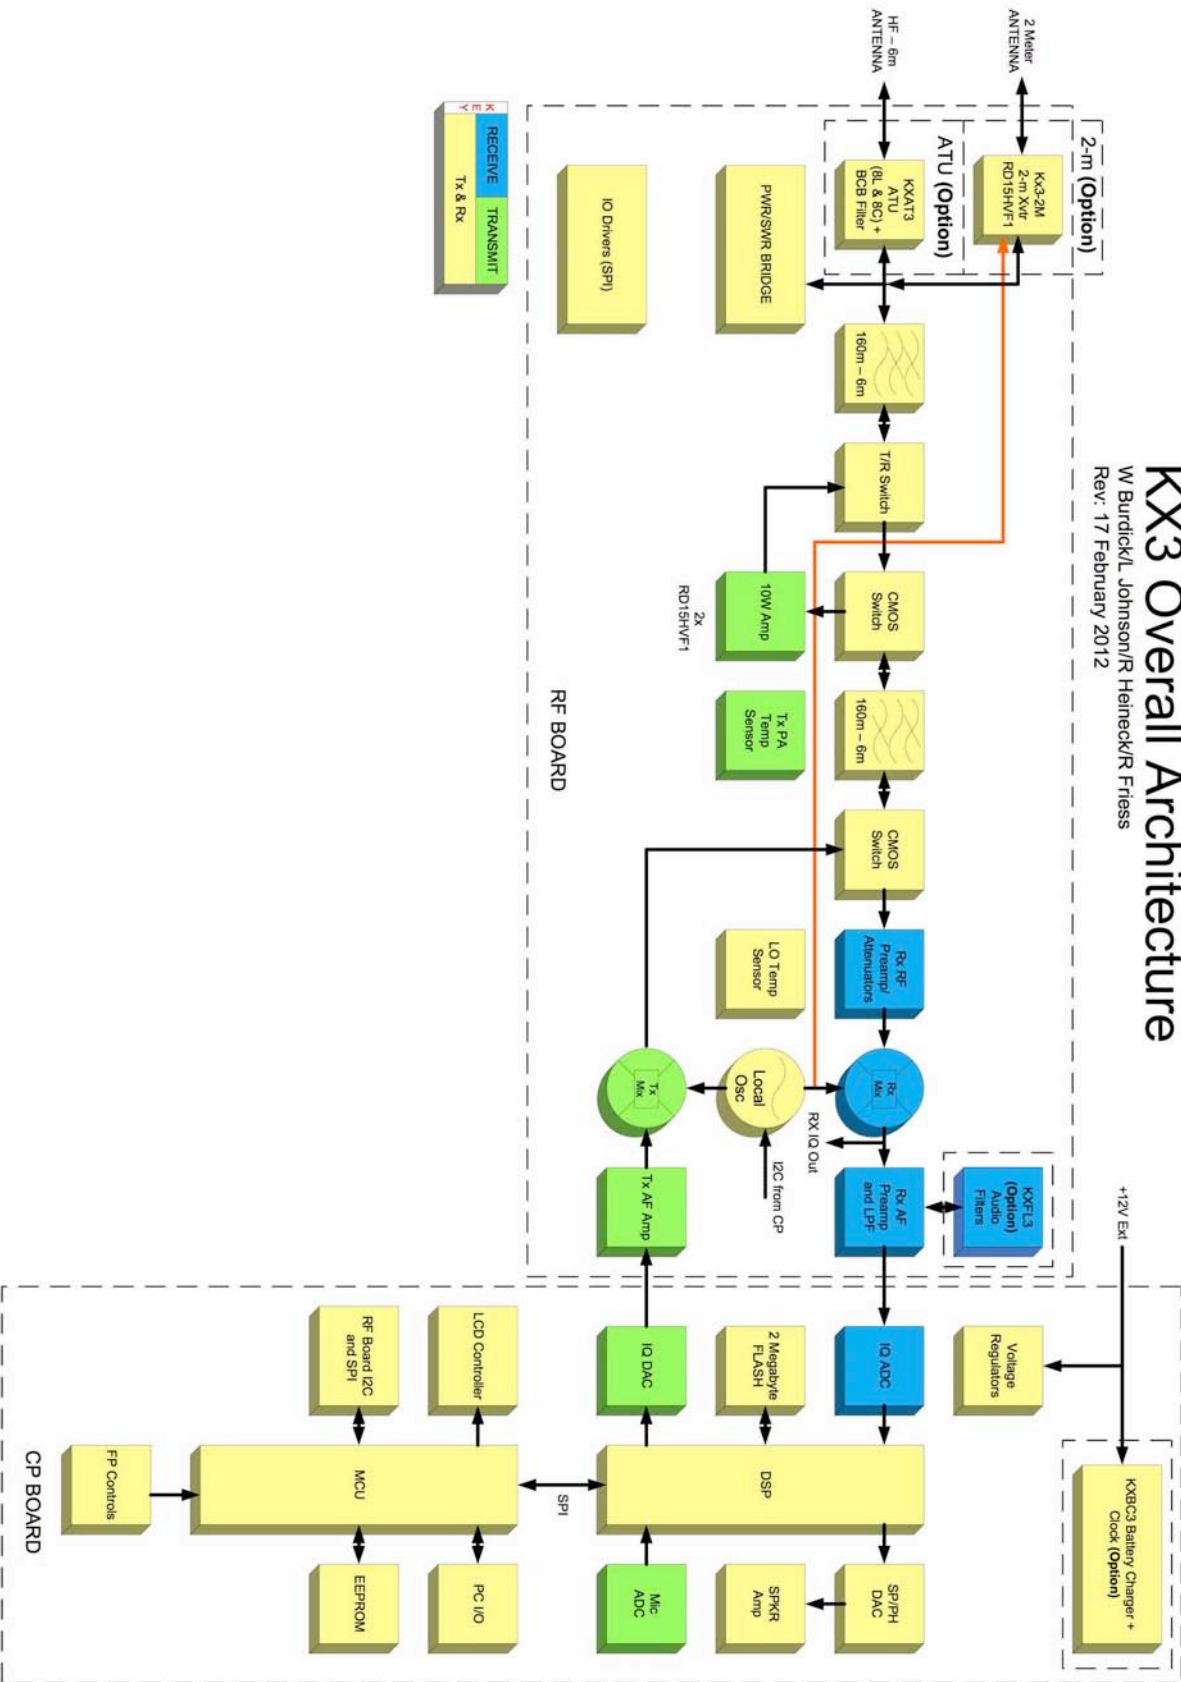 KX3 Overall Architecture
W Burdick/L Johnson/R Heineck/R Friess
Rev: 17 February 2012
2 Meter
ANTENNA
2-m (Option)
Kx3-2M
2-m Xvtr
RD15HVF1
HF – 6m
ANTENNA
ATU (Option)
KXAT3
ATU
(8L & 8C) +
BCB Filter
160m – 6m
T/R Switch
CMOS
Switch
160m – 6m
CMOS
Switch
Rx RF
Preamp/
Attenuators
Rx
Mix
RX IQ Out
Rx AF
Preamp
and LPF
KXFL3
(Option)
Audio
Filters
PWR/SWR BRIDGE
10W Amp
2x
RD15HVF1
Tx PA
Temp
Sensor
LO Temp
Sensor
Local
Osc
I2C from CP
IO Drivers (SPI)
Tx
Mix
Tx AF Amp
RF BOARD
KEY
RECEIVE
TRANSMIT
Tx & Rx
+12V Ext
KXBC3 Battery Charger +
Clock (Option)
Voltage
Regulators
IQ ADC
2 Megabyte
FLASH
IQ DAC
DSP
SP/PH
DAC
SPKR
Amp
Mic
ADC
SPI
LCD Controller
RF Board I2C
and SPI
MCU
PC I/O
EEPROM
FP Controls
CP BOARD